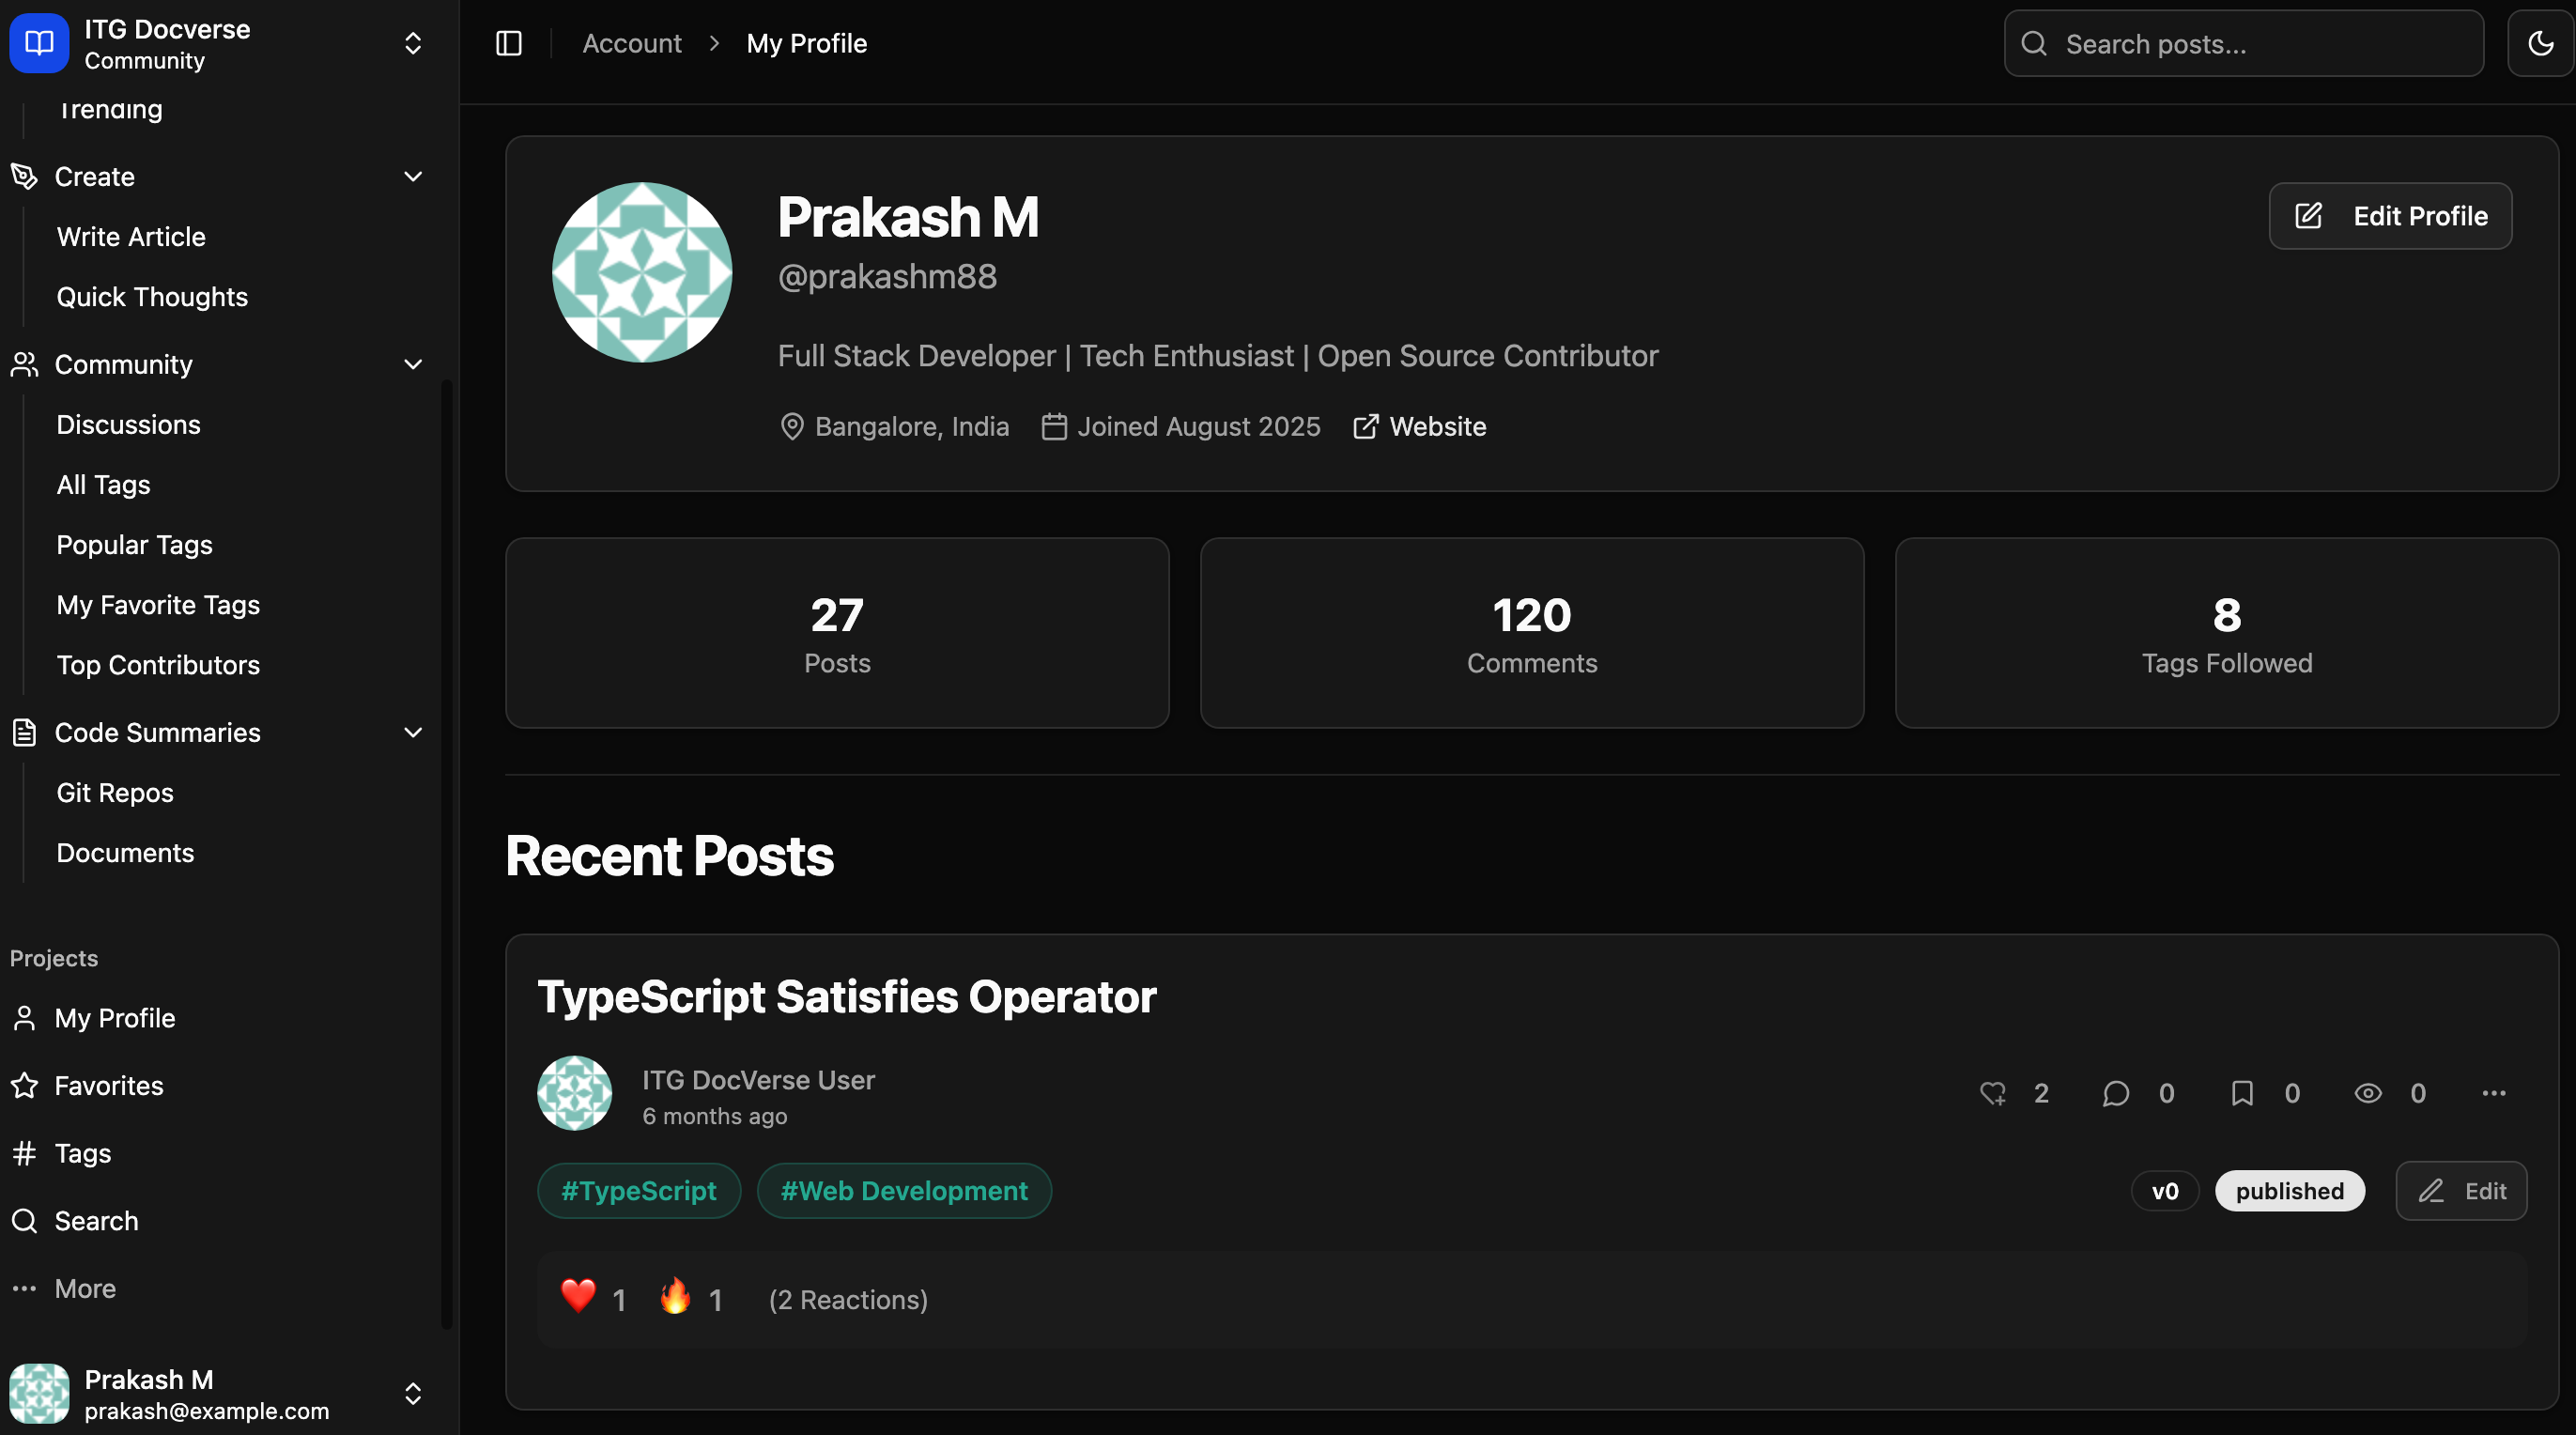 ITG Docverse
Community
Trending
Create
Write Article
Quick Thoughts
Community
Discussions
All Tags
Popular Tags
My Favorite Tags
Top Contributors
Code Summaries
Git Repos
Documents
Projects
My Profile
Favorites
Tags
Search
More
Prakash M
prakash@example.com
Account > My Profile
Search posts...
Prakash M
@prakashm88
Edit Profile
Full Stack Developer | Tech Enthusiast | Open Source Contributor
Bangalore, India Joined August 2025 Website
27
Posts
120
Comments
8
Tags Followed
Recent Posts
TypeScript Satisfies Operator
ITG DocVerse User
6 months ago
2 0 0 0
#TypeScript #Web Development
v0 published Edit
❤️ 1 🔥 1 (2 Reactions)